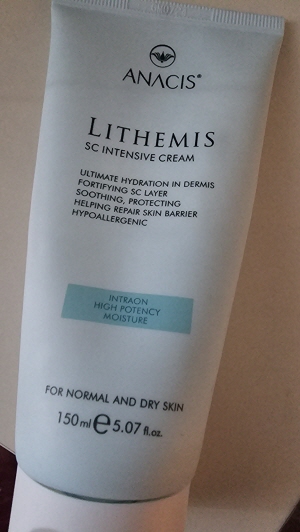 ANACIS®
LITHEMIS
SC INTENSIVE CREAM
ULTIMATE HYDRATION IN DERMIS
FORTIFYING SC LAYER
SOOTHING, PROTECTING
HELPING REPAIR SKIN BARRIER
HYPOALLERGENIC
INTRAON
HIGH POTENCY
MOISTURE
FOR NORMAL AND DRY SKIN
150ml ℮ 5.07 fl.oz.